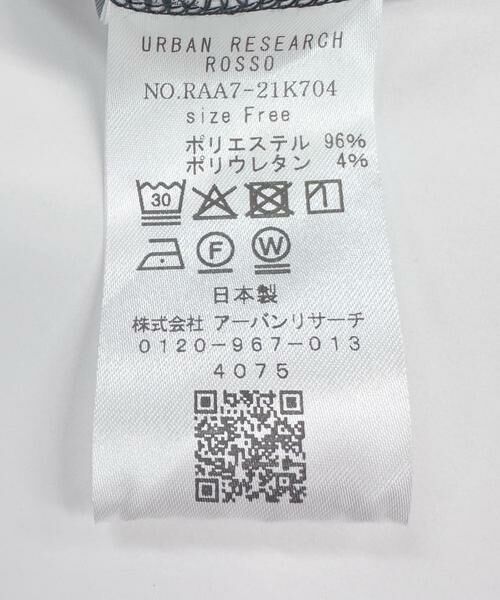 URBAN RESEARCH
ROSSO
NO.RAA7-21K704
size Free
ポリエステル 96%
ポリウレタン 4%
30
F W
日本製
株式会社 アーバンリサーチ
0120-967-013
4075